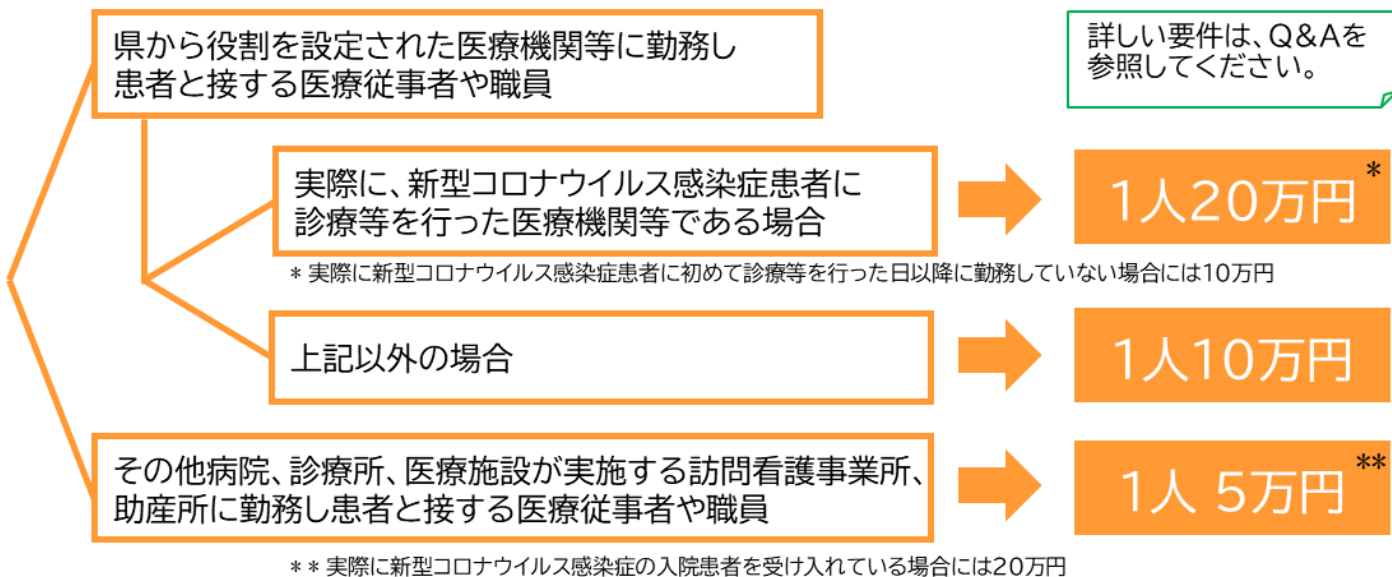 県から役割を設定された医療機関等に勤務し
患者と接する医療従事者や職員
詳しい要件は、Q&Aを
参照してください。
実際に、新型コロナウイルス感染症患者に
診療等を行った医療機関等である場合
1人20万円*
* 実際に新型コロナウイルス感染症患者に初めて診療等を行った日以降に勤務していない場合には10万円
上記以外の場合
1人10万円
その他病院、診療所、医療施設が実施する訪問看護事業所、
助産所に勤務し患者と接する医療従事者や職員
1人 5万円**
** 実際に新型コロナウイルス感染症の入院患者を受け入れている場合には20万円